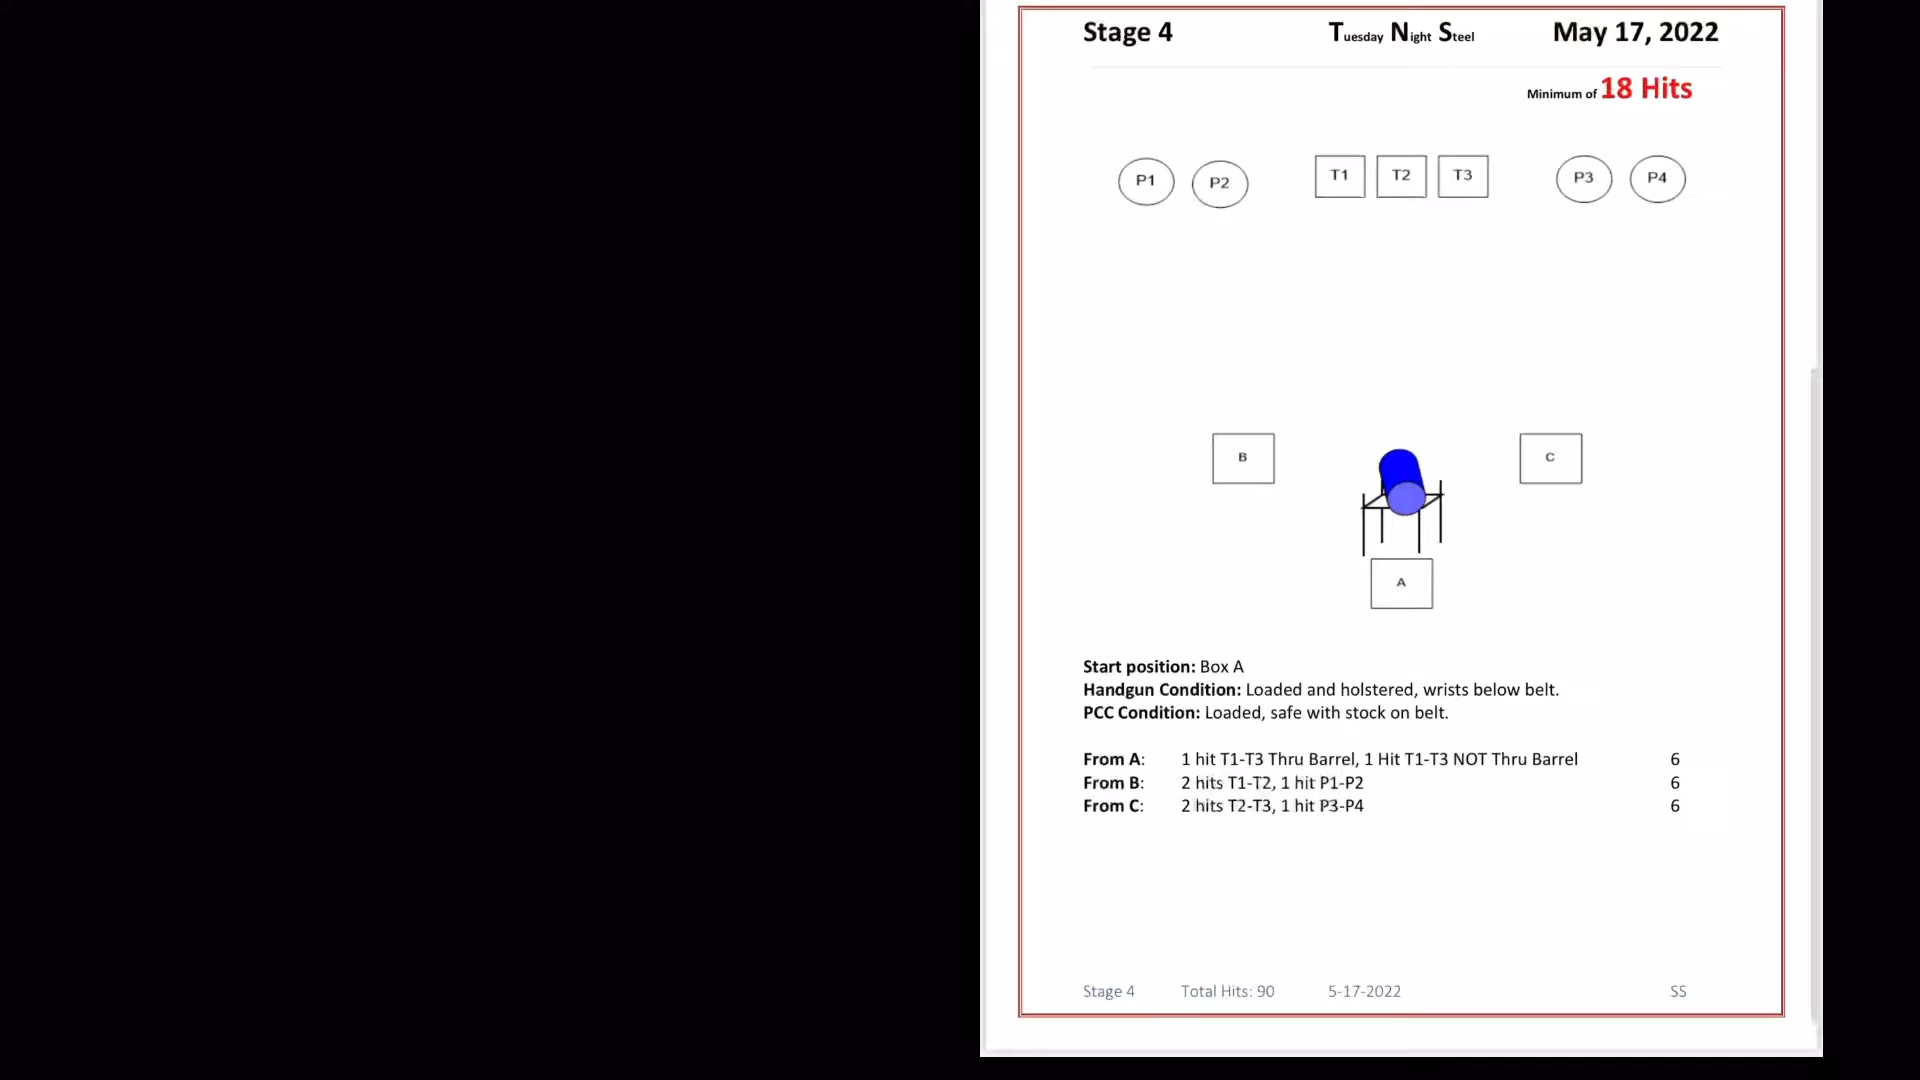 Stage 4 Tuesday Night Steel May 17, 2022
Minimum of 18 Hits
P1 P2 T1 T2 T3 P3 P4
B C
A
Start position: Box A
Handgun Condition: Loaded and holstered, wrists below belt.
PCC Condition: Loaded, safe with stock on belt.
From A: 1 hit T1-T3 Thru Barrel, 1 Hit T1-T3 NOT Thru Barrel 6
From B: 2 hits T1-T2, 1 hit P1-P2 6
From C: 2 hits T2-T3, 1 hit P3-P4 6
Stage 4 Total Hits: 90 5-17-2022 SS